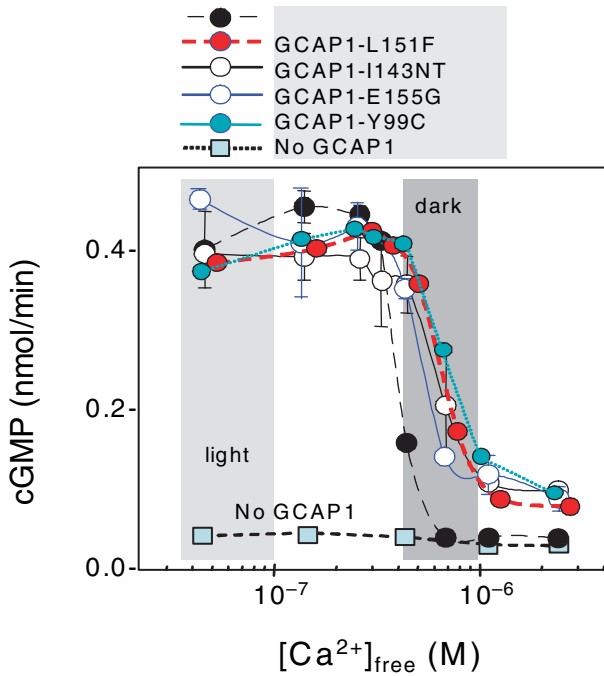 GCAP1-L151F
GCAP1-I143NT
GCAP1-E155G
GCAP1-Y99C
No GCAP1
dark
0.4
0.2
light
No GCAP1
0.0
10⁻⁷
10⁻⁶
cGMP (nmol/min)
[Ca²⁺]free (M)